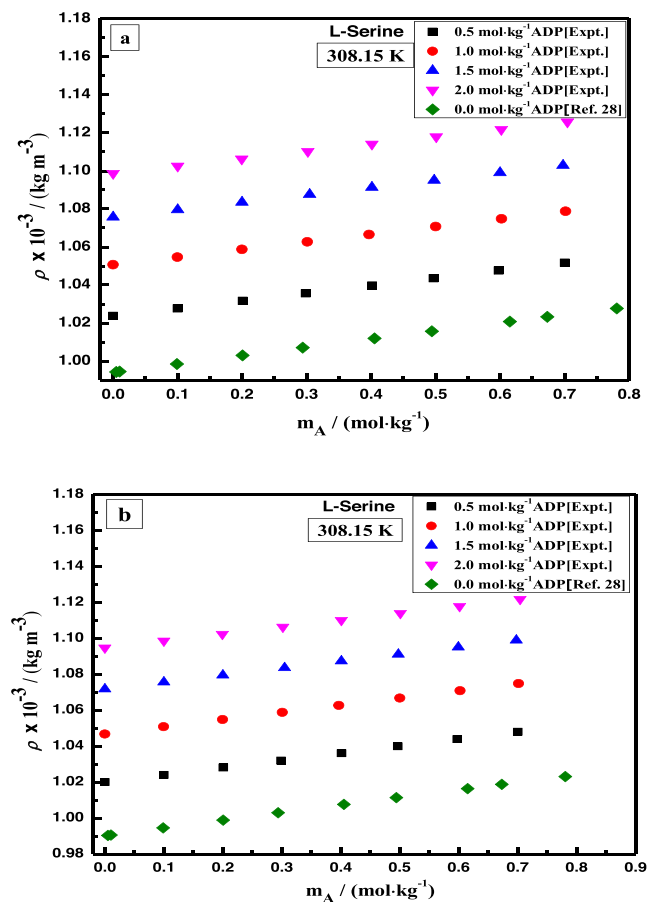 a
L-Serine
308.15 K
0.5 mol·kg⁻¹ADP[Expt.]
1.0 mol·kg⁻¹ADP[Expt.]
1.5 mol·kg⁻¹ADP[Expt.]
2.0 mol·kg⁻¹ADP[Expt.]
0.0 mol·kg⁻¹ADP[Ref. 28]
1.18
1.16
1.14
1.12
1.10
1.08
1.06
1.04
1.02
1.00
ρ x 10⁻³ / (kg m⁻³)
0.0 0.1 0.2 0.3 0.4 0.5 0.6 0.7 0.8
m_A / (mol·kg⁻¹)
b
L-Serine
308.15 K
0.5 mol·kg⁻¹ADP[Expt.]
1.0 mol·kg⁻¹ADP[Expt.]
1.5 mol·kg⁻¹ADP[Expt.]
2.0 mol·kg⁻¹ADP[Expt.]
0.0 mol·kg⁻¹ADP[Ref. 28]
1.18
1.16
1.14
1.12
1.10
1.08
1.06
1.04
1.02
1.00
0.98
ρ x 10⁻³ / (kg m⁻³)
0.0 0.1 0.2 0.3 0.4 0.5 0.6 0.7 0.8 0.9
m_A / (mol·kg⁻¹)